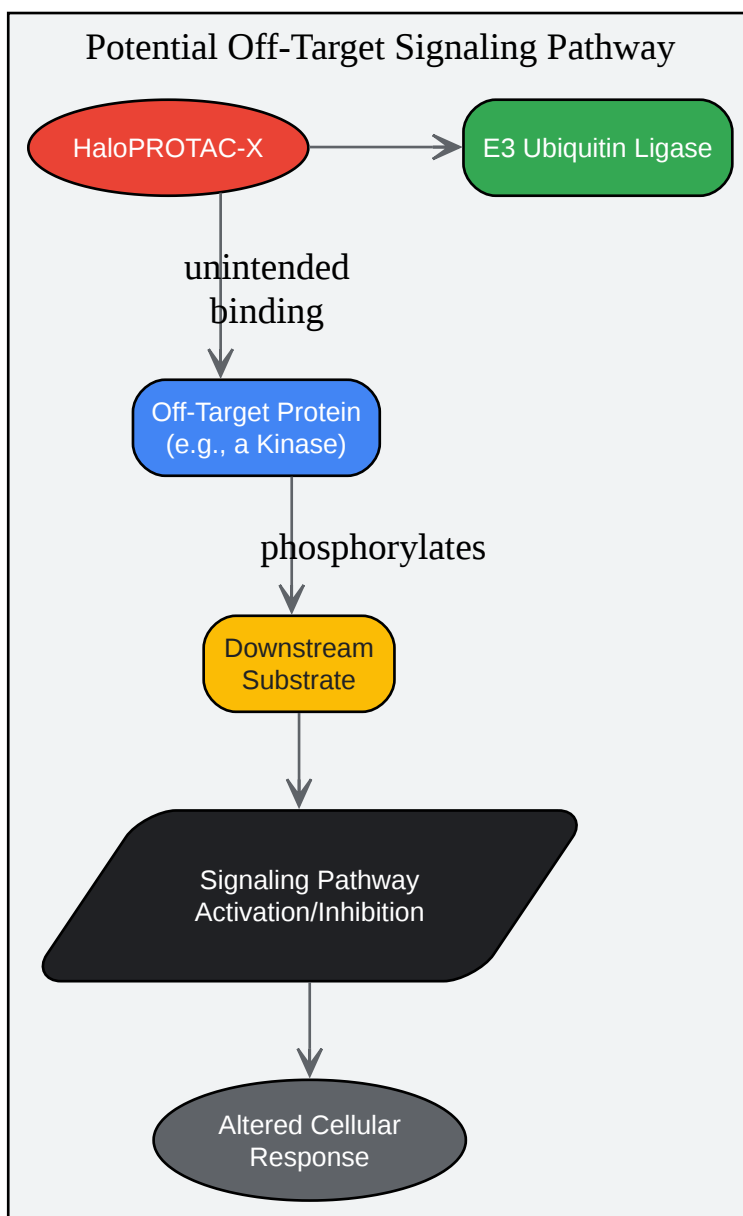 Potential Off-Target Signaling Pathway
HaloPROTAC-X
E3 Ubiquitin Ligase
unintended
binding
Off-Target Protein
(e.g., a Kinase)
phosphorylates
Downstream
Substrate
Signaling Pathway
Activation/Inhibition
Altered Cellular
Response